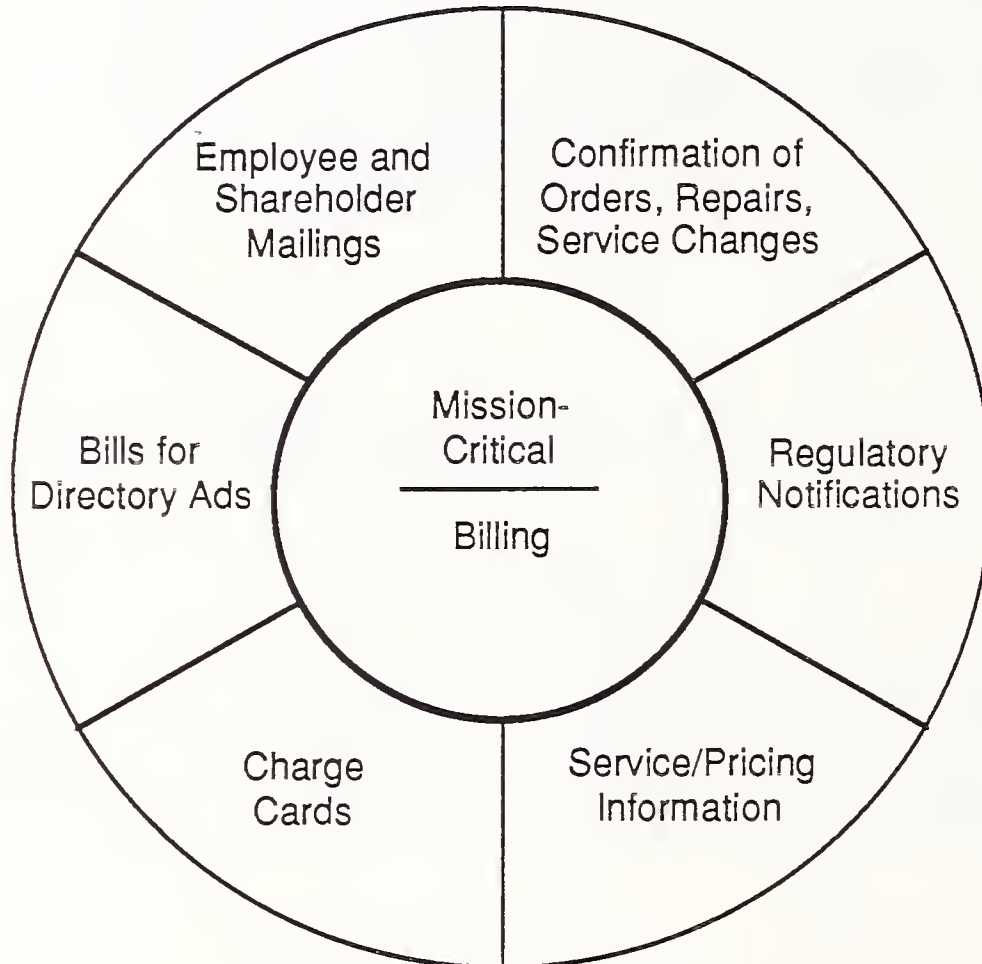 Employee and
Shareholder
Mailings
Confirmation of
Orders, Repairs,
Service Changes
Mission-
Critical
Billing
Bills for
Directory Ads
Regulatory
Notifications
Charge
Cards
Service/Pricing
Information